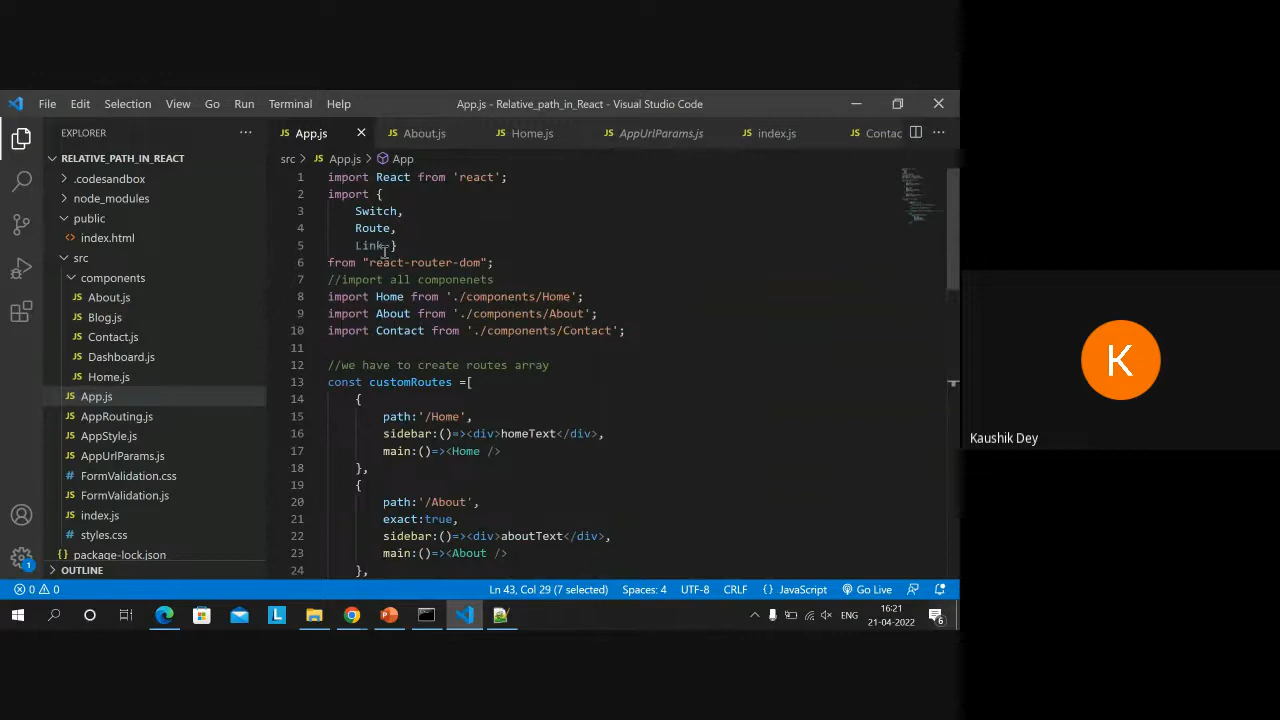 File Edit Selection View Go Run Terminal Help App.js - Relative_path_in_React - Visual Studio Code
EXPLORER
App.js About.js Home.js AppUrlParams.js index.js Contac
RELATIVE_PATH_IN_REACT
.codesandbox
node_modules
public
index.html
src
components
About.js
Blog.js
Contact.js
Dashboard.js
Home.js
App.js
AppRouting.js
AppStyle.js
AppUrlParams.js
FormValidation.css
FormValidation.js
index.js
styles.css
package-lock.json
OUTLINE
src > JS App.js > App
1 import React from 'react';
2 import {
3 Switch,
4 Route,
5 Link }
6 from "react-router-dom";
7 //import all componenets
8 import Home from './components/Home';
9 import About from './components/About';
10 import Contact from './components/Contact';
11
12 //we have to create routes array
13 const customRoutes =[
14 {
15 path:'/Home',
16 sidebar:()=><div>homeText</div>,
17 main:()=><Home />
18 },
19 {
20 path:'/About',
21 exact:true,
22 sidebar:()=><div>aboutText</div>,
23 main:()=><About />
24 },
0 0 Ln 43, Col 29 (7 selected) Spaces: 4 UTF-8 CRLF {} JavaScript Go Live
ENG 16:21
21-04-2022
6
K
Kaushik Dey